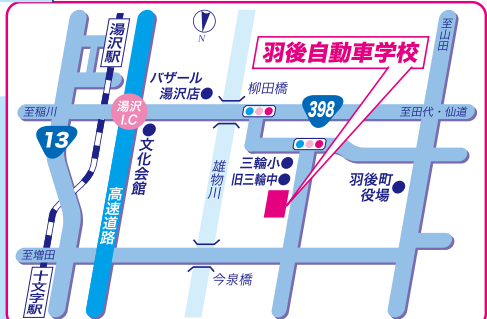 湯沢駅
N
至山田
羽後自動車学校
バザール
湯沢店
柳田橋
至稲川
湯沢
I.C
398
至田代・仙道
13
文化会館
雄物川
三輪小
旧三輪中
羽後町
役場
高速道路
至増田
今泉橋
十文字駅